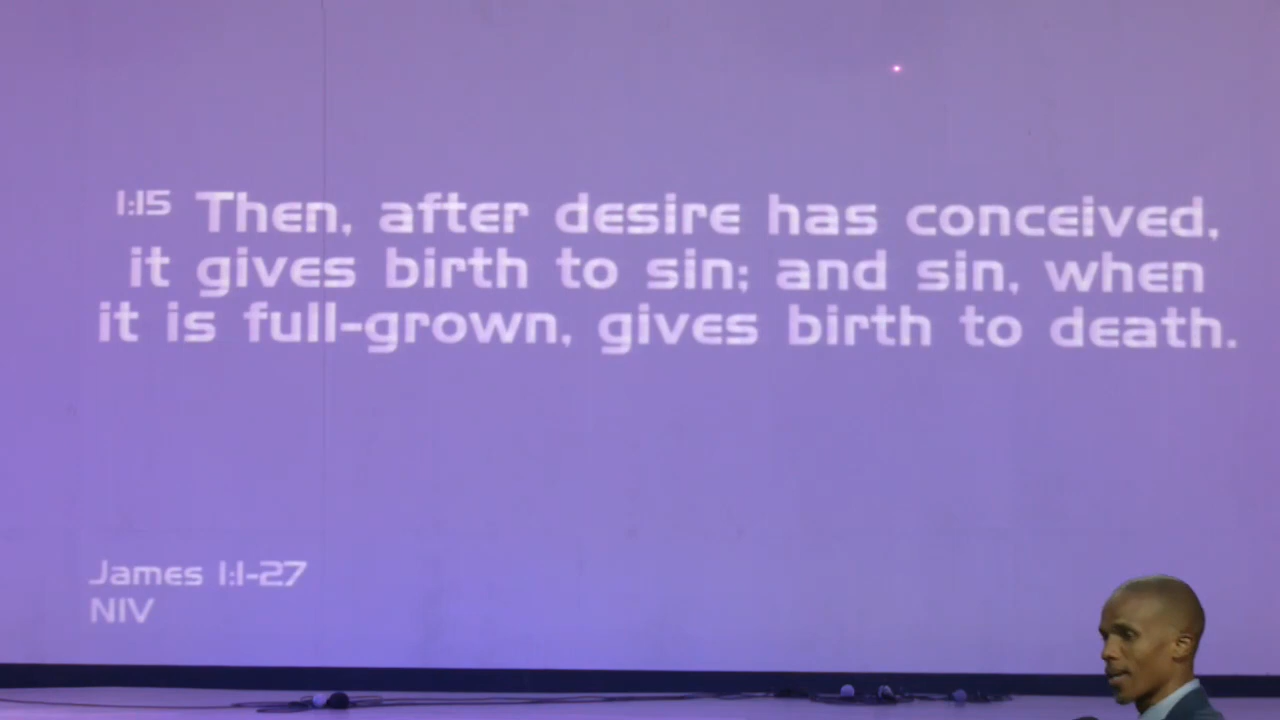 1:15 Then, after desire has conceived,
it gives birth to sin; and sin, when
it is full-grown, gives birth to death.
James 1:1-27
NIV